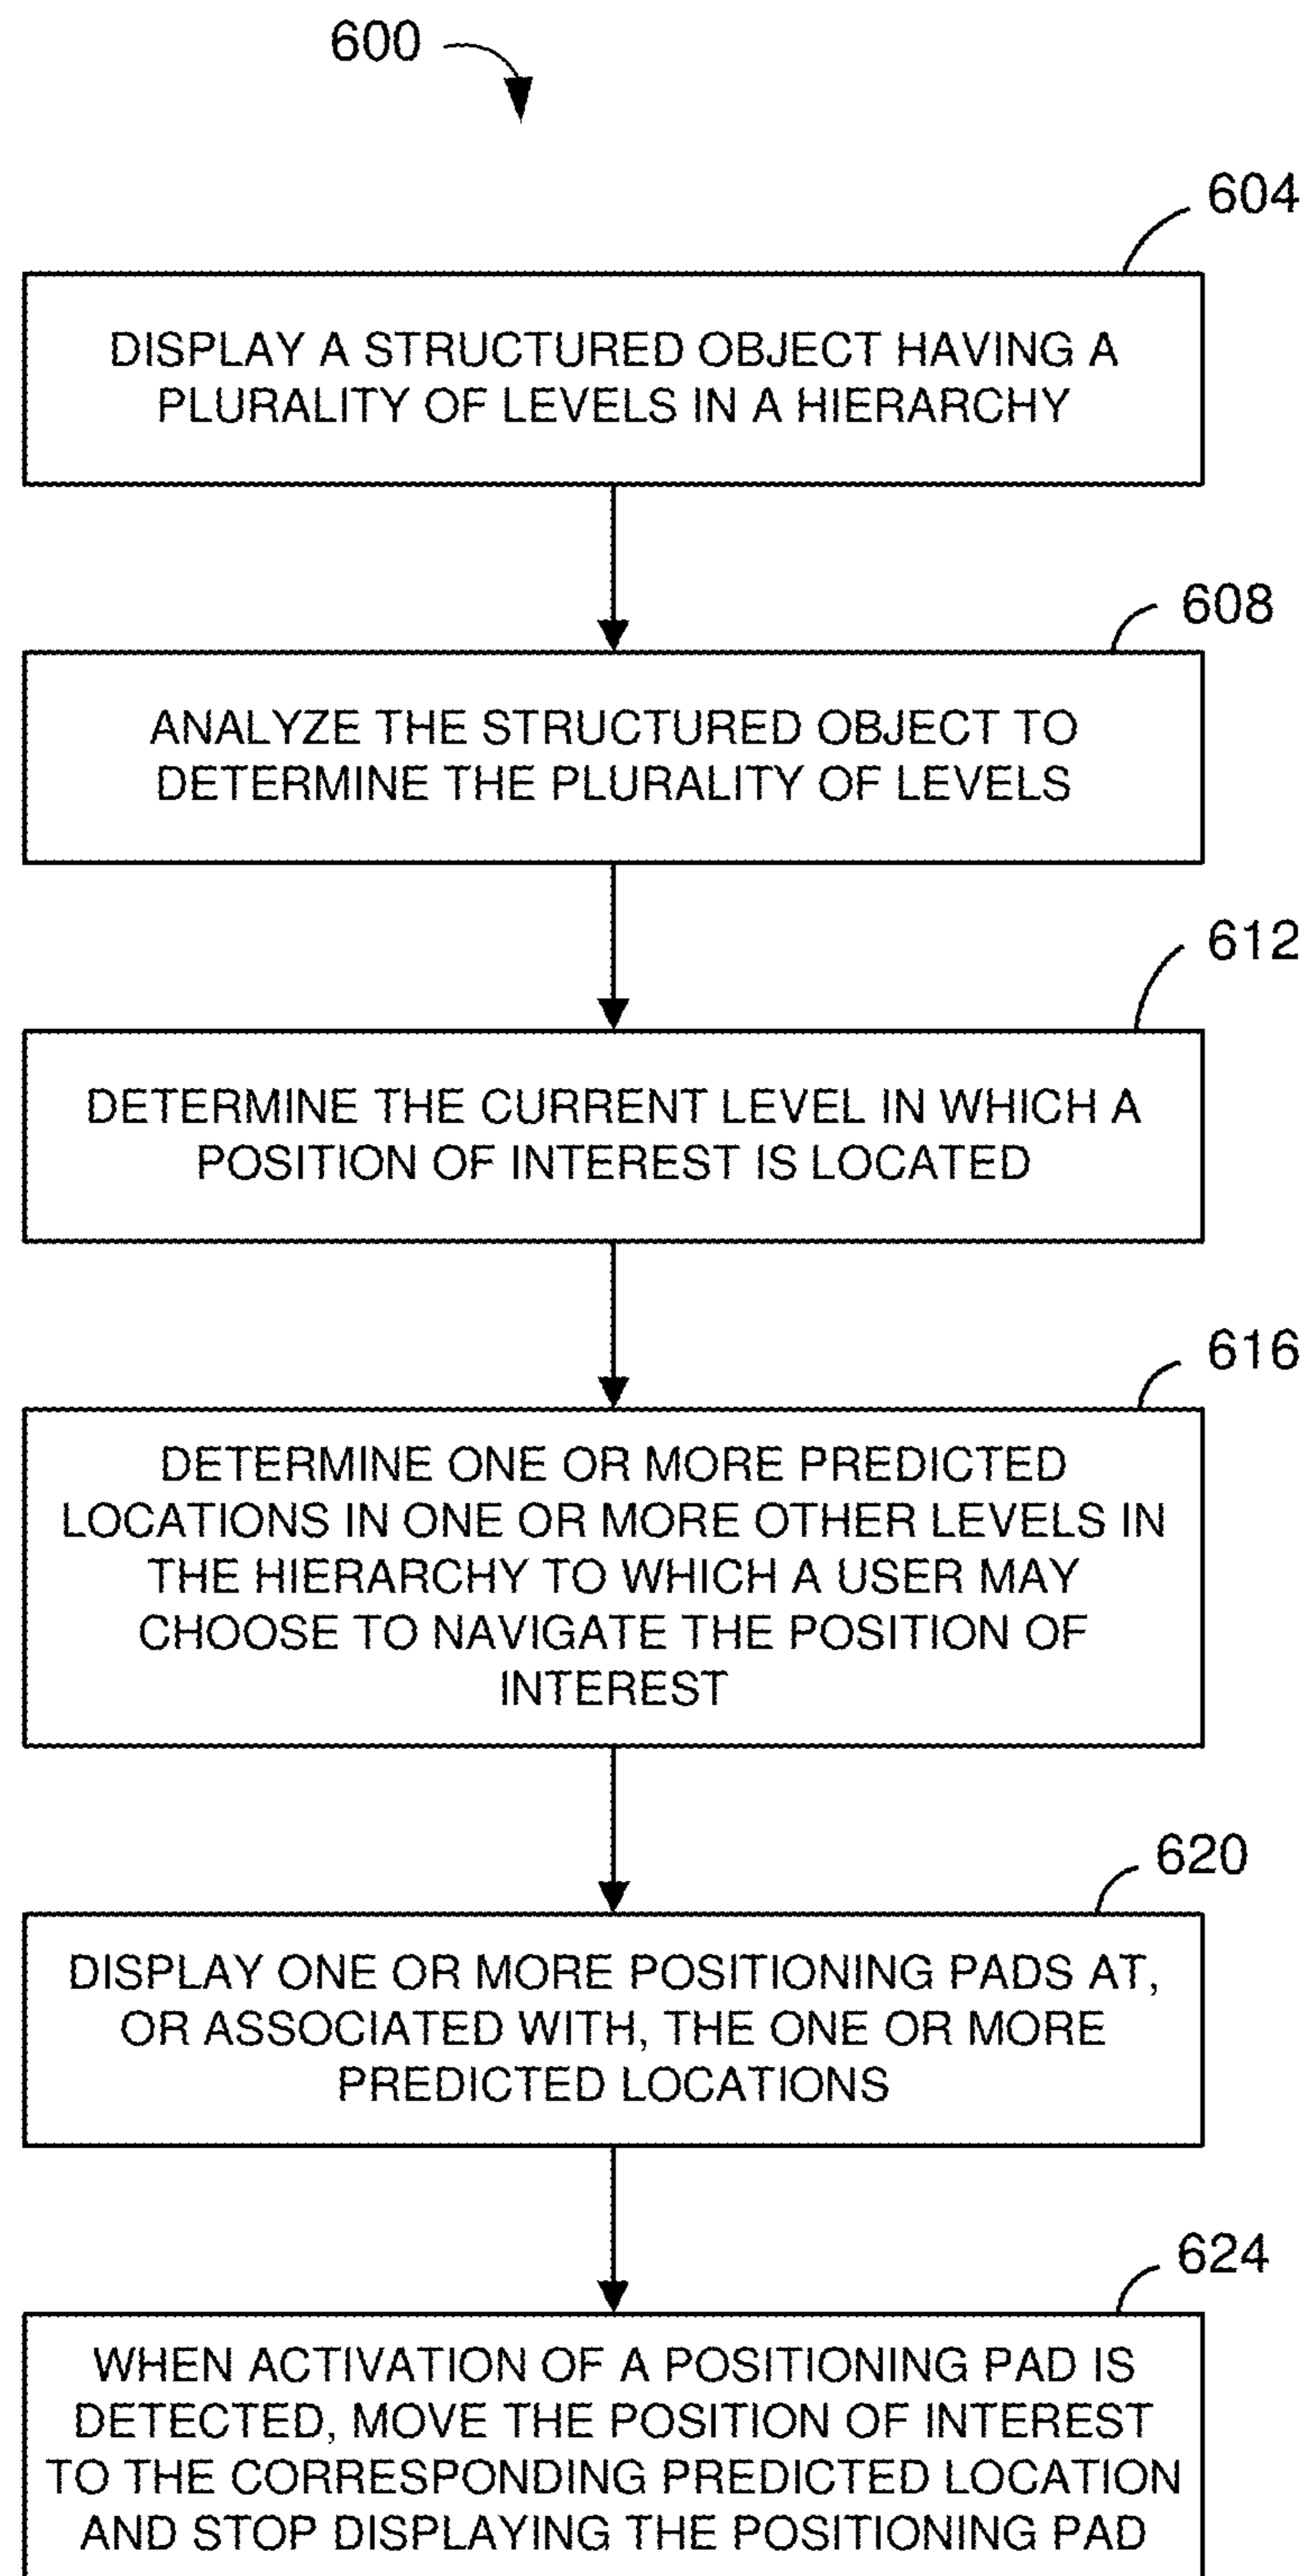 600
604
DISPLAY A STRUCTURED OBJECT HAVING A
PLURALITY OF LEVELS IN A HIERARCHY
608
ANALYZE THE STRUCTURED OBJECT TO
DETERMINE THE PLURALITY OF LEVELS
612
DETERMINE THE CURRENT LEVEL IN WHICH A
POSITION OF INTEREST IS LOCATED
616
DETERMINE ONE OR MORE PREDICTED
LOCATIONS IN ONE OR MORE OTHER LEVELS IN
THE HIERARCHY TO WHICH A USER MAY
CHOOSE TO NAVIGATE THE POSITION OF
INTEREST
620
DISPLAY ONE OR MORE POSITIONING PADS AT,
OR ASSOCIATED WITH, THE ONE OR MORE
PREDICTED LOCATIONS
624
WHEN ACTIVATION OF A POSITIONING PAD IS
DETECTED, MOVE THE POSITION OF INTEREST
TO THE CORRESPONDING PREDICTED LOCATION
AND STOP DISPLAYING THE POSITIONING PAD